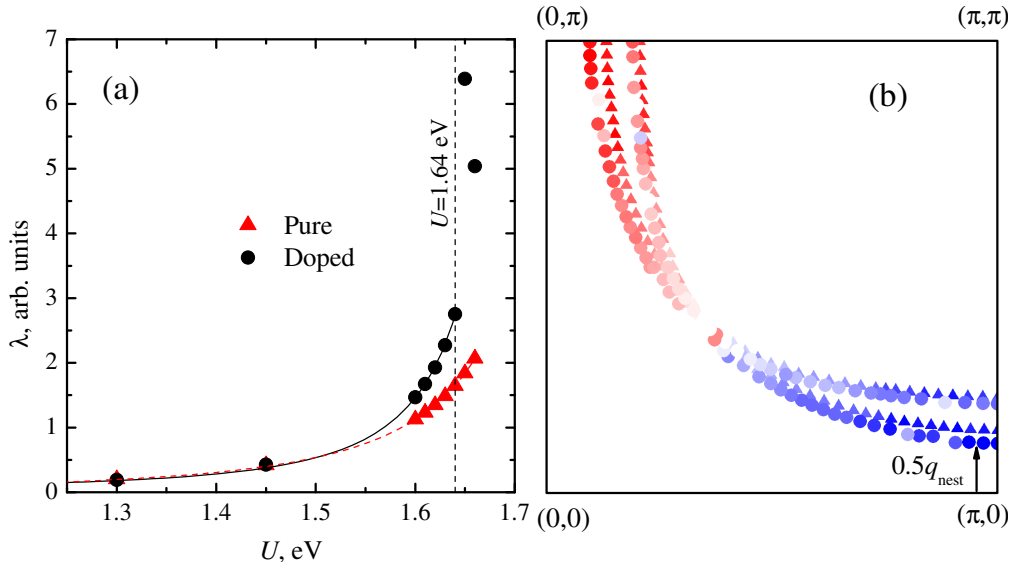 (a)
7
6
5
4
3
2
1
0
λ, arb. units
Pure
Doped
U=1.64 eV
1.3 1.4 1.5 1.6 1.7
U, eV
(0,π) (π,π)
(b)
0.5q_nest
(0,0) (π,0)